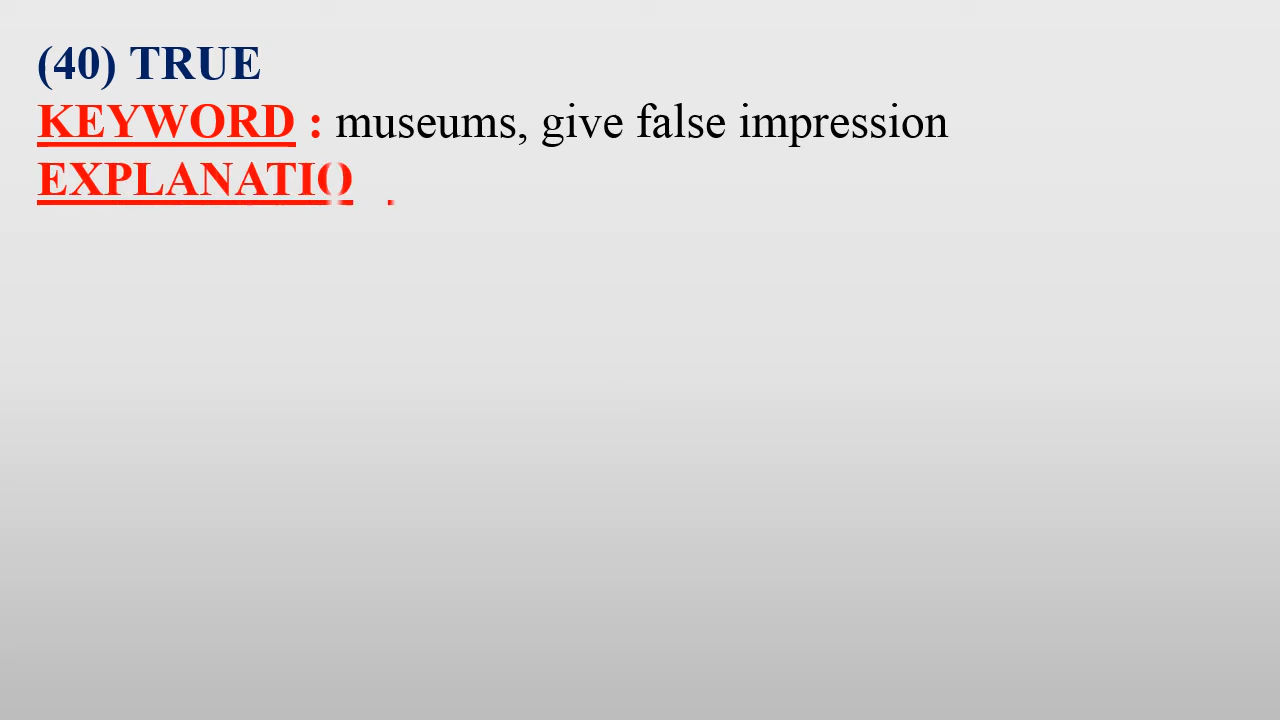 (40) TRUE
KEYWORD : museums, give false impression
EXPLANATIO